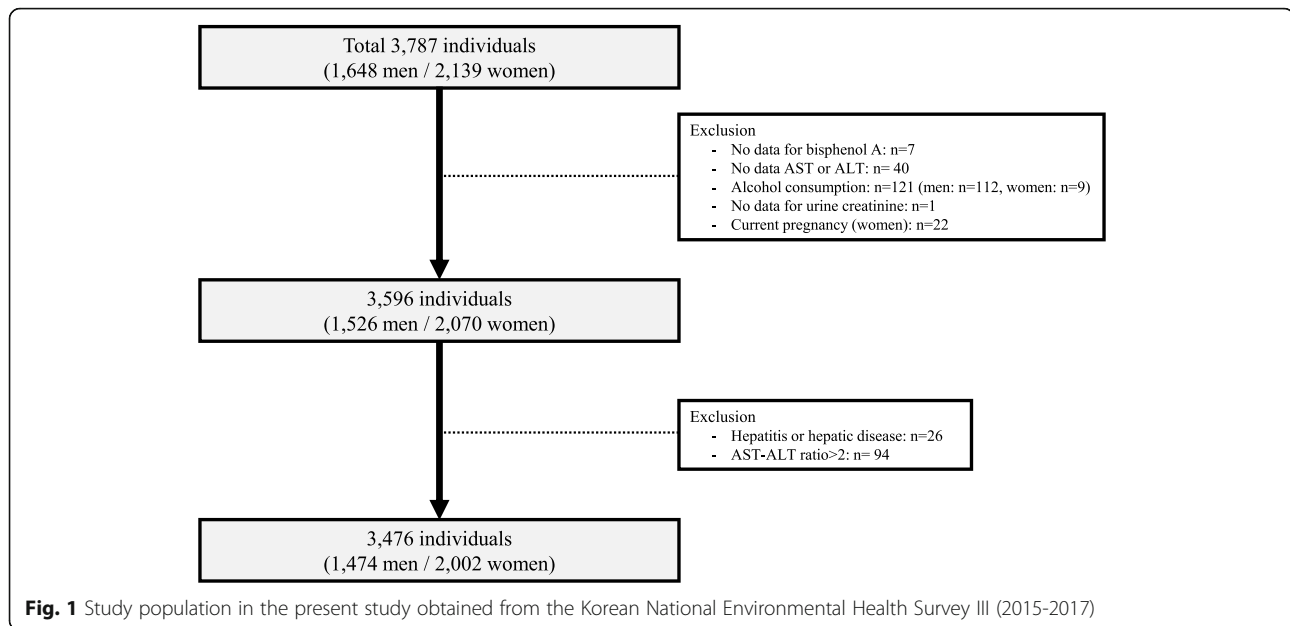 Total 3,787 individuals
(1,648 men / 2,139 women)
Exclusion
- No data for bisphenol A: n=7
- No data AST or ALT: n= 40
- Alcohol consumption: n=121 (men: n=112, women: n=9)
- No data for urine creatinine: n=1
- Current pregnancy (women): n=22
3,596 individuals
(1,526 men / 2,070 women)
Exclusion
- Hepatitis or hepatic disease: n=26
- AST-ALT ratio>2: n= 94
3,476 individuals
(1,474 men / 2,002 women)
Fig. 1 Study population in the present study obtained from the Korean National Environmental Health Survey III (2015-2017)